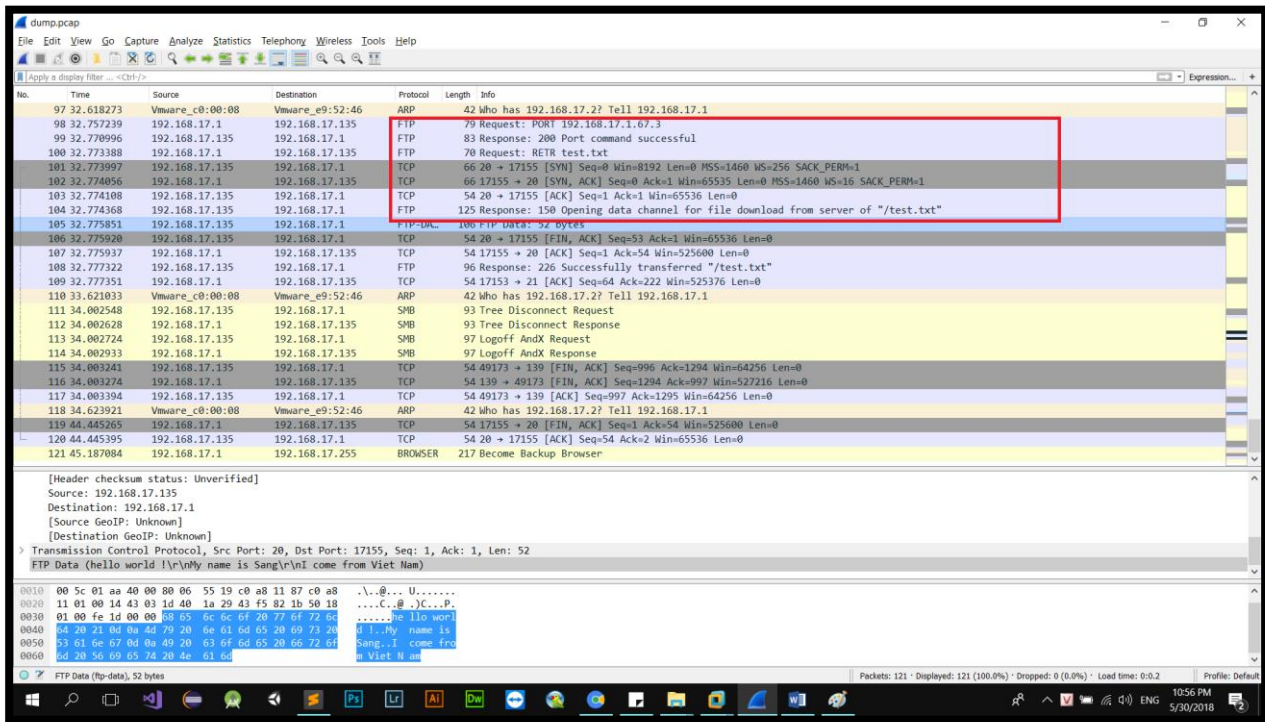 dump.pcap
File Edit View Go Capture Analyze Statistics Telephony Wireless Tools Help
Apply a display filter ... <Ctrl-/> Expression... +
No. Time Source Destination Protocol Length Info
97 32.618273 Vmware_c0:00:08 Vmware_e9:52:46 ARP 42 Who has 192.168.17.2? Tell 192.168.17.1
98 32.757239 192.168.17.1 192.168.17.135 FTP 79 Request: PORT 192.168.17.1.67.3
99 32.770996 192.168.17.135 192.168.17.1 FTP 83 Response: 200 Port command successful
100 32.773388 192.168.17.1 192.168.17.135 FTP 70 Request: RETR test.txt
101 32.773997 192.168.17.135 192.168.17.1 TCP 66 20 → 17155 [SYN] Seq=0 Win=8192 Len=0 MSS=1460 WS=256 SACK_PERM=1
102 32.774056 192.168.17.1 192.168.17.135 TCP 66 17155 → 20 [SYN, ACK] Seq=0 Ack=1 Win=65535 Len=0 MSS=1460 WS=16 SACK_PERM=1
103 32.774108 192.168.17.135 192.168.17.1 TCP 54 20 → 17155 [ACK] Seq=1 Ack=1 Win=65536 Len=0
104 32.774368 192.168.17.135 192.168.17.1 FTP 125 Response: 150 Opening data channel for file download from server of "/test.txt"
105 32.775851 192.168.17.135 192.168.17.1 FTP-DA... 106 FTP Data: 52 bytes
106 32.775920 192.168.17.135 192.168.17.1 TCP 54 20 → 17155 [FIN, ACK] Seq=53 Ack=1 Win=65536 Len=0
107 32.775937 192.168.17.1 192.168.17.135 TCP 54 17155 → 20 [ACK] Seq=1 Ack=54 Win=525600 Len=0
108 32.777322 192.168.17.135 192.168.17.1 FTP 96 Response: 226 Successfully transferred "/test.txt"
109 32.777351 192.168.17.1 192.168.17.135 TCP 54 17153 → 21 [ACK] Seq=64 Ack=222 Win=525376 Len=0
110 33.621033 Vmware_c0:00:08 Vmware_e9:52:46 ARP 42 Who has 192.168.17.2? Tell 192.168.17.1
111 34.002548 192.168.17.135 192.168.17.1 SMB 93 Tree Disconnect Request
112 34.002628 192.168.17.1 192.168.17.135 SMB 93 Tree Disconnect Response
113 34.002724 192.168.17.135 192.168.17.1 SMB 97 Logoff AndX Request
114 34.002933 192.168.17.1 192.168.17.135 SMB 97 Logoff AndX Response
115 34.003241 192.168.17.135 192.168.17.1 TCP 54 49173 → 139 [FIN, ACK] Seq=996 Ack=1294 Win=64256 Len=0
116 34.003274 192.168.17.1 192.168.17.135 TCP 54 139 → 49173 [FIN, ACK] Seq=1294 Ack=997 Win=527216 Len=0
117 34.003394 192.168.17.135 192.168.17.1 TCP 54 49173 → 139 [ACK] Seq=997 Ack=1295 Win=64256 Len=0
118 34.623921 Vmware_c0:00:08 Vmware_e9:52:46 ARP 42 Who has 192.168.17.2? Tell 192.168.17.1
119 44.445265 192.168.17.1 192.168.17.135 TCP 54 17155 → 20 [FIN, ACK] Seq=1 Ack=54 Win=525600 Len=0
120 44.445395 192.168.17.135 192.168.17.1 TCP 54 20 → 17155 [ACK] Seq=54 Ack=2 Win=65536 Len=0
121 45.187084 192.168.17.1 192.168.17.255 BROWSER 217 Become Backup Browser
[Header checksum status: Unverified]
Source: 192.168.17.135
Destination: 192.168.17.1
[Source GeoIP: Unknown]
[Destination GeoIP: Unknown]
> Transmission Control Protocol, Src Port: 20, Dst Port: 17155, Seq: 1, Ack: 1, Len: 52
FTP Data (hello world !\r\nMy name is Sang\r\nI come from Viet Nam)
0010 00 5c 01 aa 40 00 80 06 55 19 c0 a8 11 87 c0 a8 .\..@... U.......
0020 11 01 00 14 43 03 1d 40 1a 29 43 f5 82 1b 50 18 ....C..@ .)C...P.
0030 01 00 fe 1d 00 00 68 65 6c 6c 6f 20 77 6f 72 6c ......he llo worl
0040 64 20 21 0d 0a 4d 79 20 6e 61 6d 65 20 69 73 20 d !..My name is
0050 53 61 6e 67 0d 0a 49 20 63 6f 6d 65 20 66 72 6f Sang..I come fro
0060 6d 20 56 69 65 74 20 4e 61 6d m Viet N am
FTP Data (ftp-data), 52 bytes Packets: 121 · Displayed: 121 (100.0%) · Dropped: 0 (0.0%) · Load time: 0:0.2 Profile: Default
Ps Lr Ai Dw V ENG 10:56 PM
5/30/2018